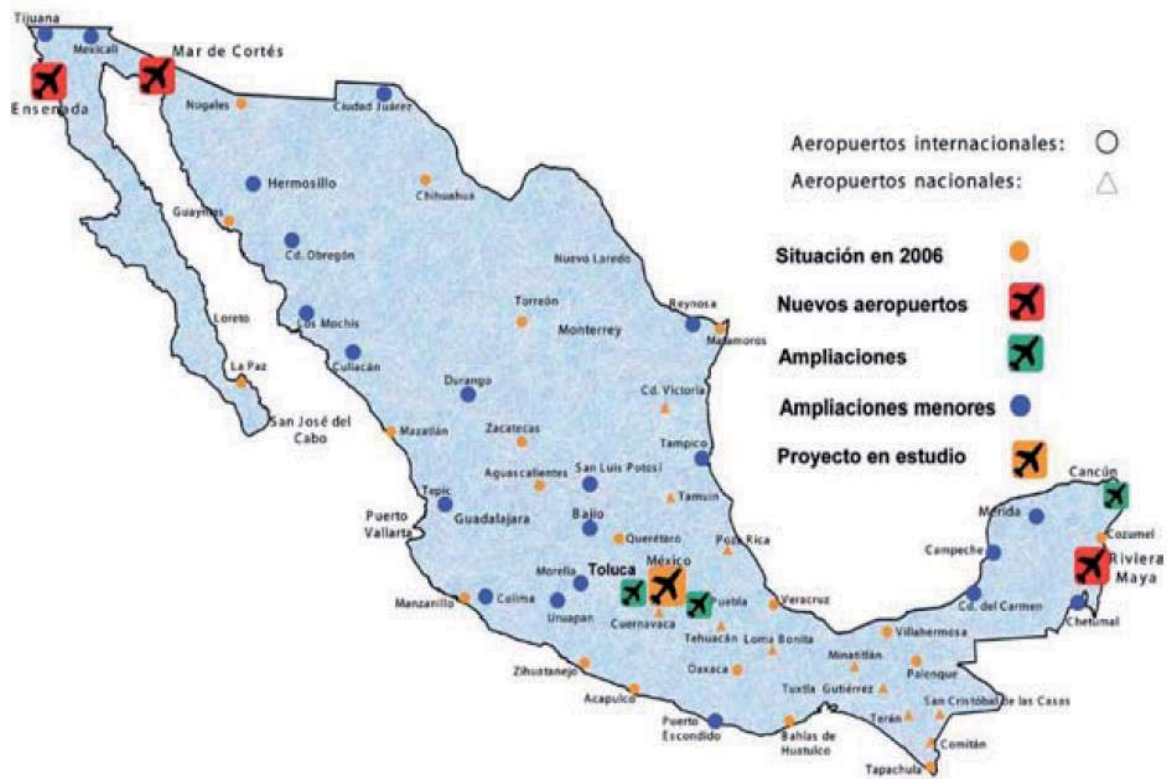 Tijuana
Mexicali
Mar de Cortés
Ensenada
Nogales
Ciudad Juárez
Aeropuertos internacionales:
Aeropuertos nacionales:
Hermosillo
Chihuahua
Guaymas
Cd. Obregón
Nuevo Laredo
Situación en 2006
Torreón
Reynosa
Nuevos aeropuertos
Loreto
Los Mochis
Monterrey
Matamoros
La Paz
Culiacán
Ampliaciones
Durango
Cd. Victoria
San José del
Cabo
Mazatlán
Zacatecas
Ampliaciones menores
Tampico
Proyecto en estudio
Aguascalientes
San Luis Potosí
Cancún
Tepic
Tamuin
Puerto
Vallarta
Guadalajara
Bajío
Mérida
Querétaro
Poza Rica
Cozumel
Campeche
México
Riviera
Maya
Morelia
Toluca
Manzanillo
Colima
Uruapan
Puebla
Veracruz
Cd. del Carmen
Chetumal
Cuernavaca
Tehuacán
Loma Bonita
Villahermosa
Zihuatanejo
Oaxaca
Minatitlán
Palenque
Acapulco
Tuxtla Gutiérrez
San Cristóbal de las Casas
Puerto
Escondido
Bahías de
Huatulco
Terán
Comitán
Tapachula